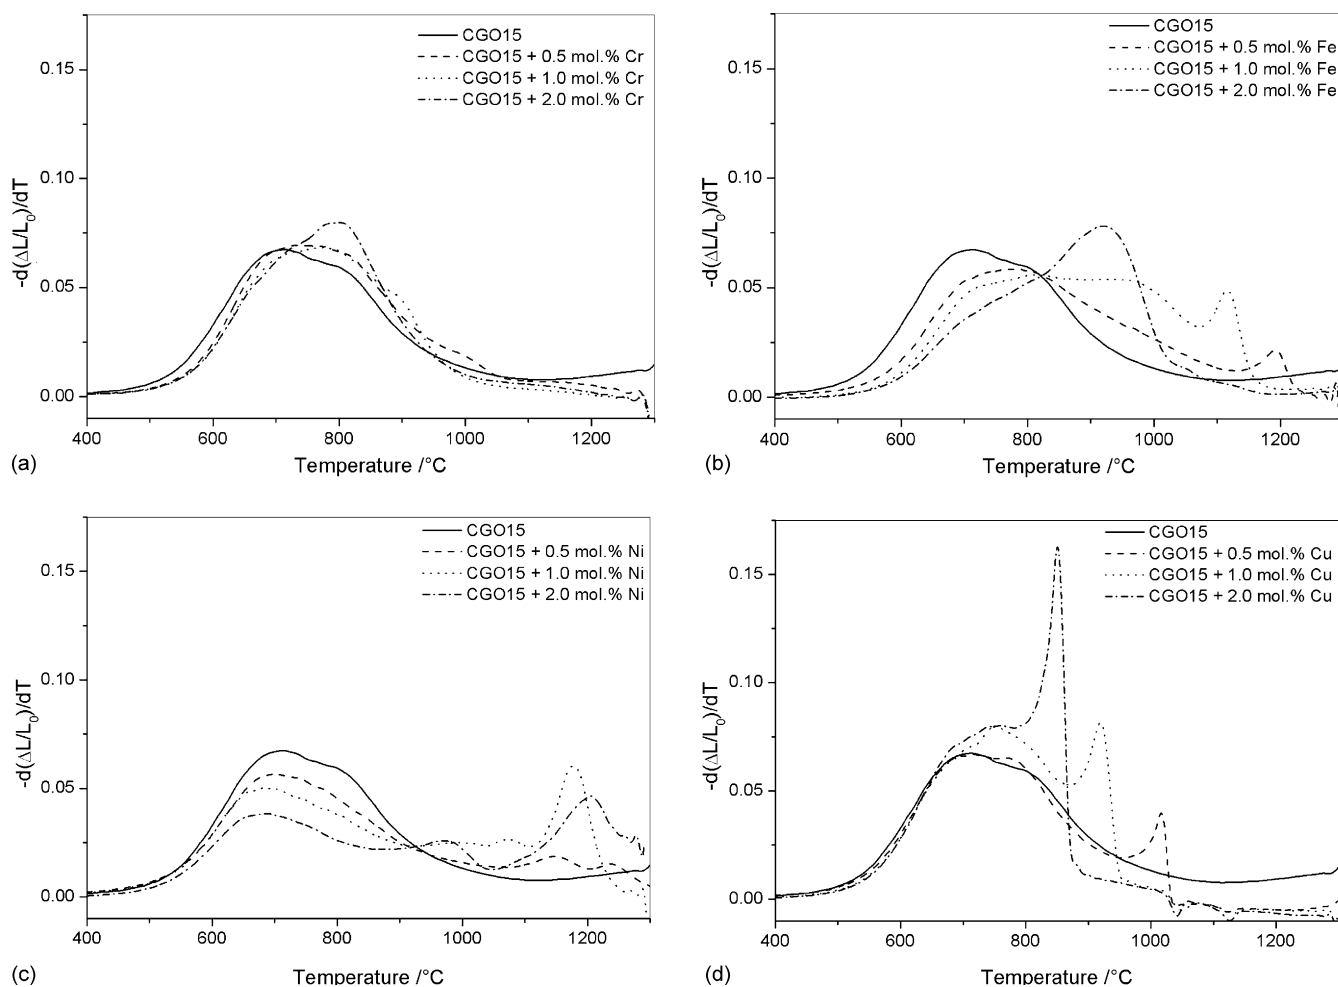 CGO15
CGO15 + 0.5 mol.% Cr
CGO15 + 1.0 mol.% Cr
CGO15 + 2.0 mol.% Cr
0.15
0.10
0.05
0.00
-d(ΔL/L0)/dT
400
600
800
1000
1200
(a)
Temperature /°C
CGO15
CGO15 + 0.5 mol.% Fe
CGO15 + 1.0 mol.% Fe
CGO15 + 2.0 mol.% Fe
0.15
0.10
0.05
0.00
-d(ΔL/L0)/dT
400
600
800
1000
1200
(b)
Temperature /°C
CGO15
CGO15 + 0.5 mol.% Ni
CGO15 + 1.0 mol.% Ni
CGO15 + 2.0 mol.% Ni
0.15
0.10
0.05
0.00
-d(ΔL/L0)/dT
400
600
800
1000
1200
(c)
Temperature /°C
CGO15
CGO15 + 0.5 mol.% Cu
CGO15 + 1.0 mol.% Cu
CGO15 + 2.0 mol.% Cu
0.15
0.10
0.05
0.00
-d(ΔL/L0)/dT
400
600
800
1000
1200
(d)
Temperature /°C